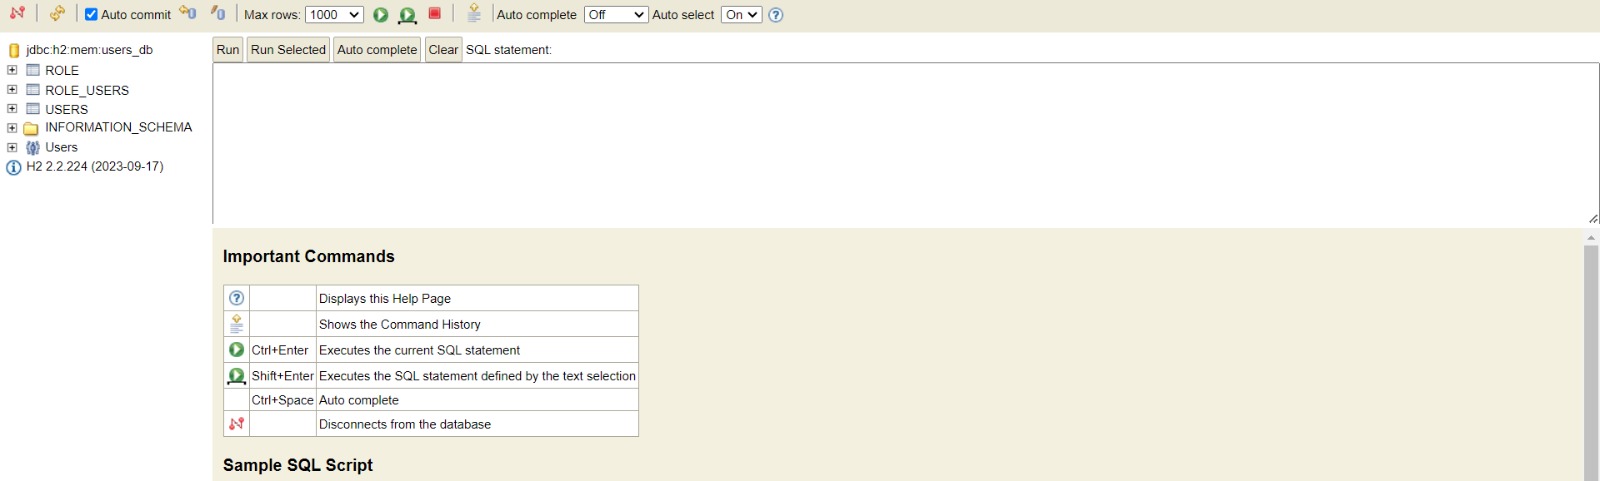 Auto commit Max rows: 1000 Auto complete Off Auto select On
jdbc:h2:mem:users_db
ROLE
ROLE_USERS
USERS
INFORMATION_SCHEMA
Users
H2 2.2.224 (2023-09-17)
Run Run Selected Auto complete Clear SQL statement:
Important Commands
Displays this Help Page
Shows the Command History
Ctrl+Enter Executes the current SQL statement
Shift+Enter Executes the SQL statement defined by the text selection
Ctrl+Space Auto complete
Disconnects from the database
Sample SQL Script